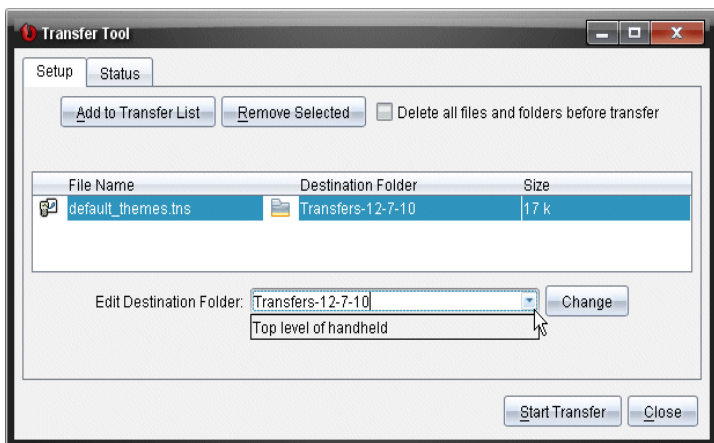 Transfer Tool
Setup Status
Add to Transfer List Remove Selected Delete all files and folders before transfer
File Name Destination Folder Size
default_themes.tns Transfers-12-7-10 17 k
Edit Destination Folder: Transfers-12-7-10 Change
Top level of handheld
Start Transfer Close